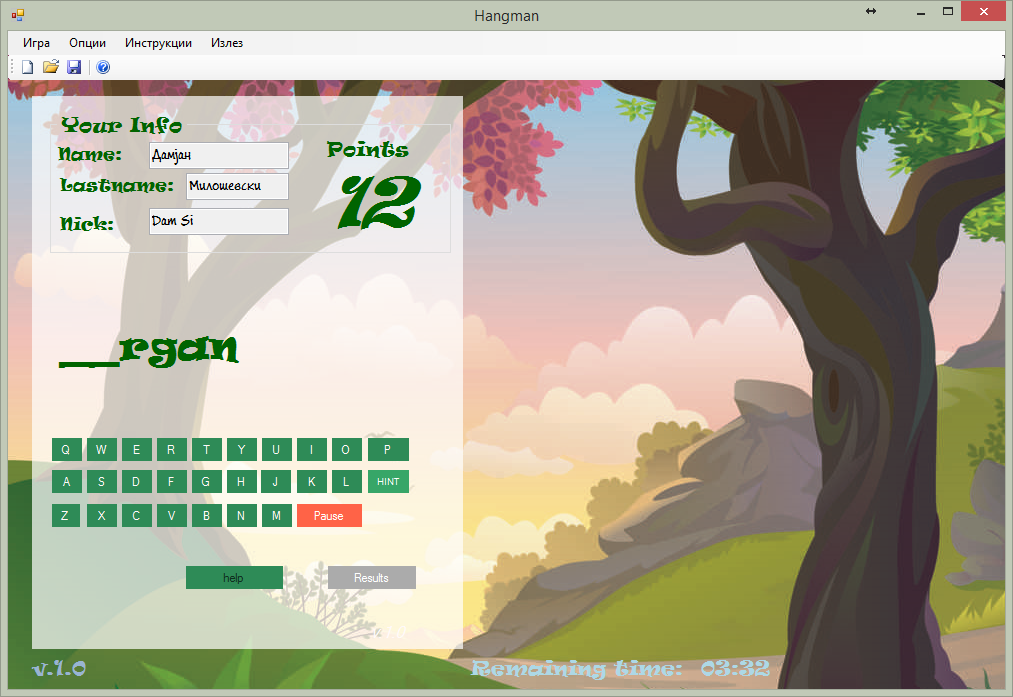 Hangman
Игра Опции Инструкции Излез
Your Info
Name: Дамјан
Lastname: Милошевски
Nick: Dam Si
Points
12
__rgan
Q W E R T Y U I O P
A S D F G H J K L HINT
Z X C V B N M Pause
help Results
v.1.0 Remaining time: 03:32